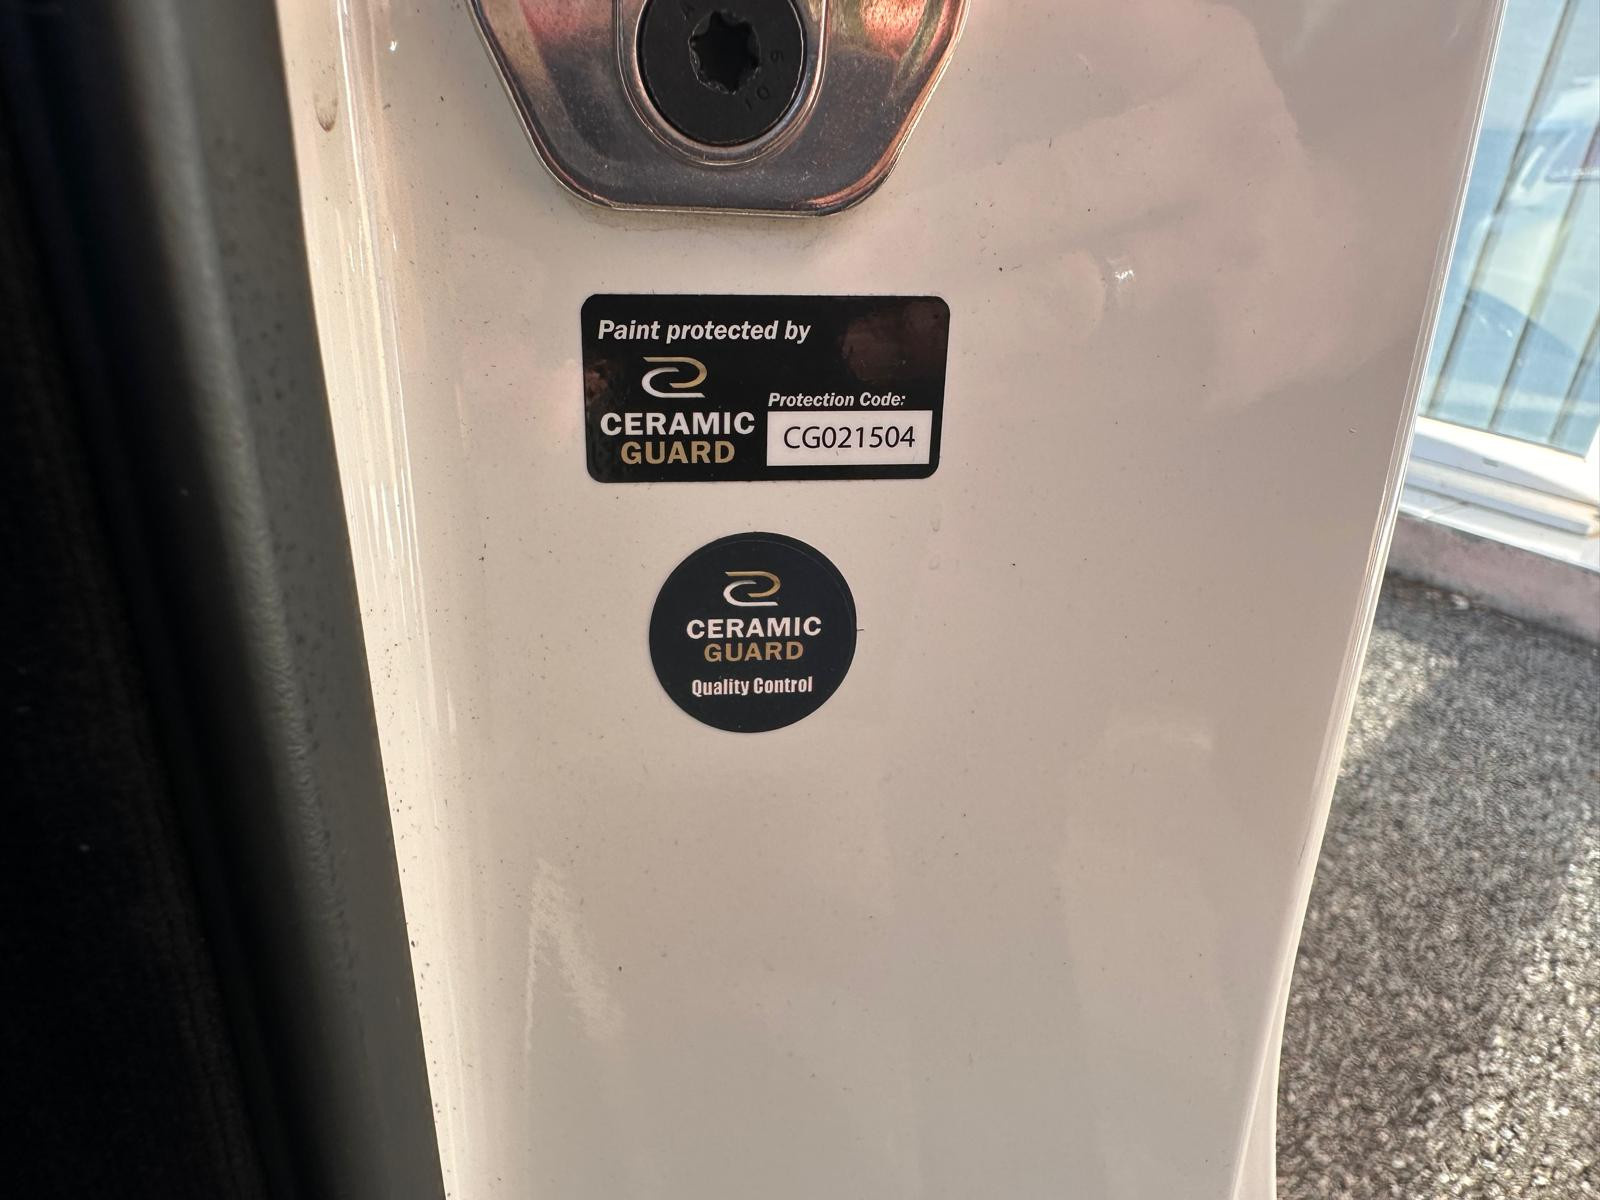 Paint protected by
CERAMIC
GUARD
Protection Code:
CG021504
CERAMIC
GUARD
Quality Control